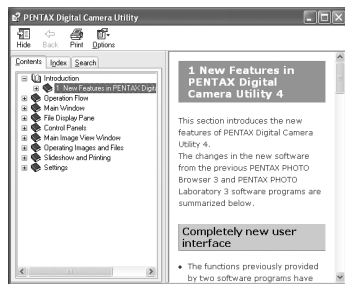 PENTAX Digital Camera Utility
Hide Back Print Options
Contents Index Search
Introduction
1 New Features in PENTAX Digit
Operation Flow
Main Window
File Display Pane
Control Panels
Main Image View Window
Operating Images and Files
Slideshow and Printing
Settings
1 New Features in
PENTAX Digital
Camera Utility 4
This section introduces the new
features of PENTAX Digital Camera
Utility 4.
The changes in the new software
from the previous PENTAX PHOTO
Browser 3 and PENTAX PHOTO
Laboratory 3 software programs are
summarized below.
Completely new user
interface
• The functions previously provided
by two software programs have